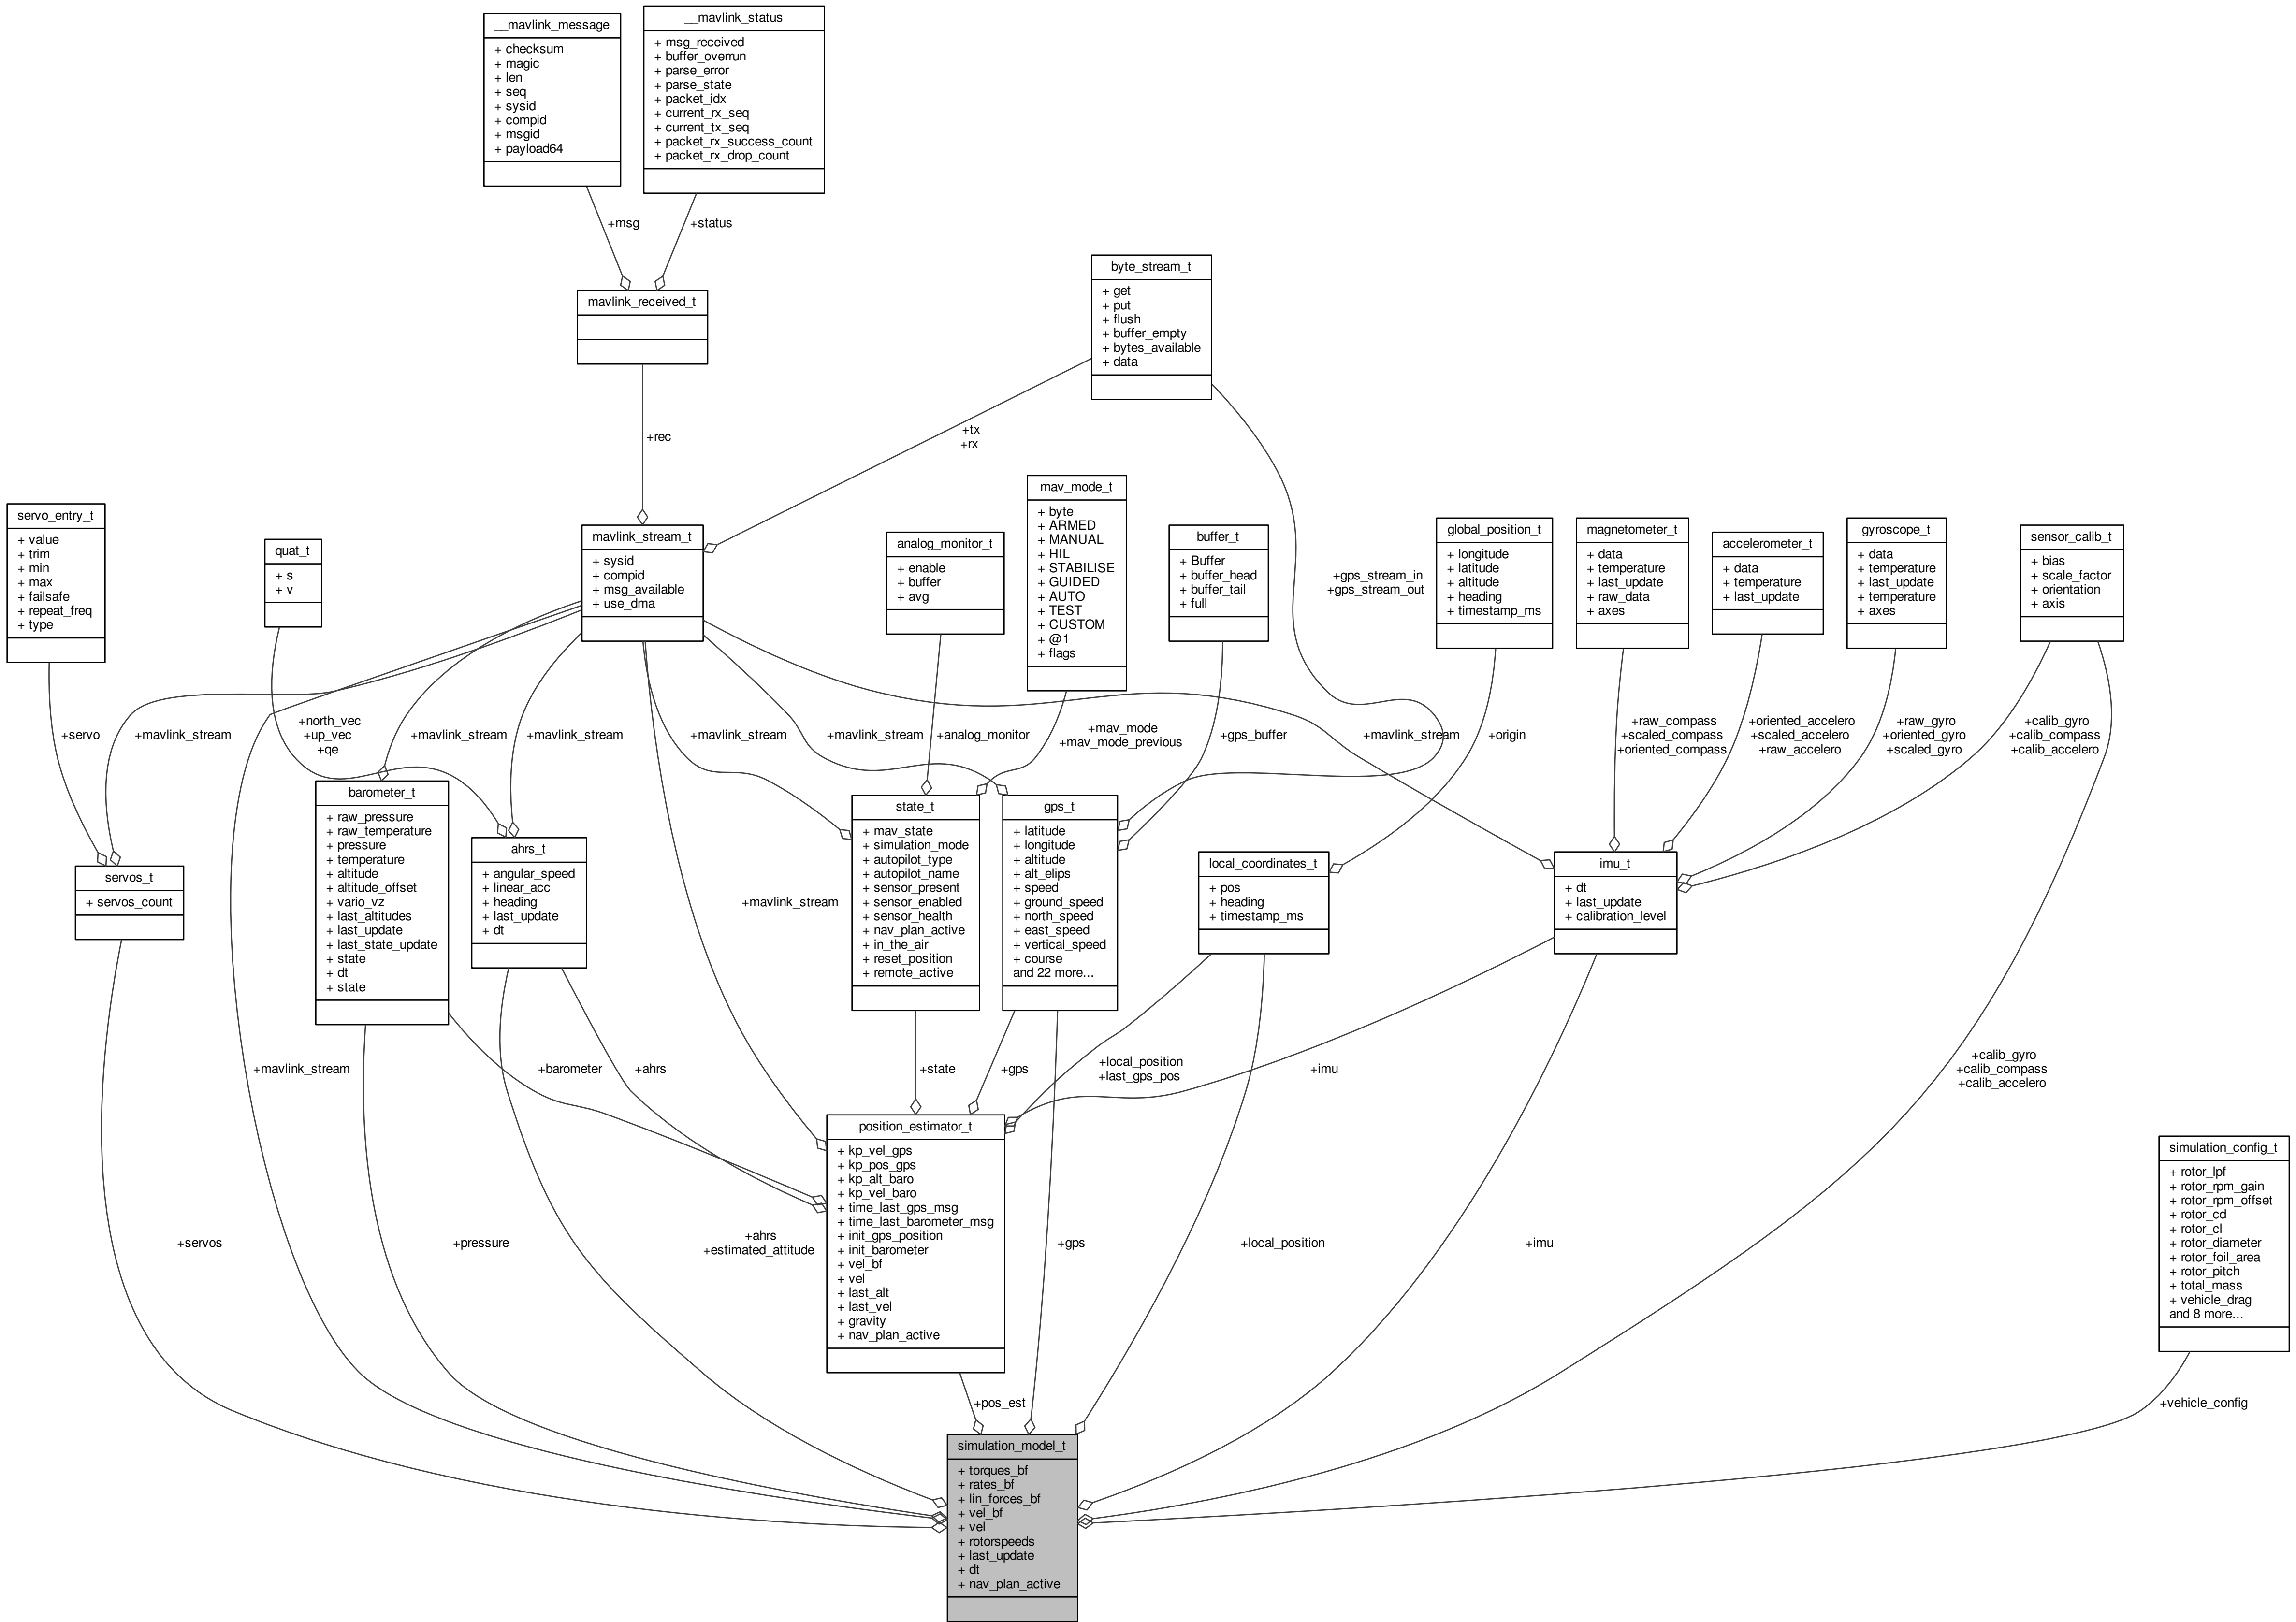 __mavlink_message
+ checksum
+ magic
+ len
+ seq
+ sysid
+ compid
+ msgid
+ payload64
__mavlink_status
+ msg_received
+ buffer_overrun
+ parse_error
+ parse_state
+ packet_idx
+ current_rx_seq
+ current_tx_seq
+ packet_rx_success_count
+ packet_rx_drop_count
+msg
+status
mavlink_received_t
byte_stream_t
+ get
+ put
+ flush
+ buffer_empty
+ bytes_available
+ data
+rec
+tx
+rx
servo_entry_t
+ value
+ trim
+ min
+ max
+ failsafe
+ repeat_freq
+ type
quat_t
+ s
+ v
mavlink_stream_t
+ sysid
+ compid
+ msg_available
+ use_dma
analog_monitor_t
+ enable
+ buffer
+ avg
mav_mode_t
+ byte
+ ARMED
+ MANUAL
+ HIL
+ STABILISE
+ GUIDED
+ AUTO
+ TEST
+ CUSTOM
+ @1
+ flags
buffer_t
+ Buffer
+ buffer_head
+ buffer_tail
+ full
+gps_stream_in
+gps_stream_out
global_position_t
+ longitude
+ latitude
+ altitude
+ heading
+ timestamp_ms
magnetometer_t
+ data
+ temperature
+ last_update
+ raw_data
+ axes
accelerometer_t
+ data
+ temperature
+ last_update
gyroscope_t
+ data
+ temperature
+ last_update
+ temperature
+ axes
sensor_calib_t
+ bias
+ scale_factor
+ orientation
+ axis
+servo
+mavlink_stream
+north_vec
+up_vec
+qe
+mavlink_stream
+mavlink_stream
+mavlink_stream
+mavlink_stream
+analog_monitor
+mav_mode
+mav_mode_previous
+gps_buffer
+mavlink_stream
+origin
+raw_compass
+scaled_compass
+oriented_compass
+oriented_accelero
+scaled_accelero
+raw_accelero
+raw_gyro
+oriented_gyro
+scaled_gyro
+calib_gyro
+calib_compass
+calib_accelero
servos_t
+ servos_count
barometer_t
+ raw_pressure
+ raw_temperature
+ pressure
+ temperature
+ altitude
+ altitude_offset
+ vario_vz
+ last_altitudes
+ last_update
+ last_state_update
+ state
+ dt
+ state
ahrs_t
+ angular_speed
+ linear_acc
+ heading
+ last_update
+ dt
+mavlink_stream
state_t
+ mav_state
+ simulation_mode
+ autopilot_type
+ autopilot_name
+ sensor_present
+ sensor_enabled
+ sensor_health
+ nav_plan_active
+ in_the_air
+ reset_position
+ remote_active
gps_t
+ latitude
+ longitude
+ altitude
+ alt_elips
+ speed
+ ground_speed
+ north_speed
+ east_speed
+ vertical_speed
+ course
and 22 more...
local_coordinates_t
+ pos
+ heading
+ timestamp_ms
imu_t
+ dt
+ last_update
+ calibration_level
+mavlink_stream
+barometer
+ahrs
+state
+gps
+local_position
+last_gps_pos
+imu
+calib_gyro
+calib_compass
+calib_accelero
position_estimator_t
+ kp_vel_gps
+ kp_pos_gps
+ kp_alt_baro
+ kp_vel_baro
+ time_last_gps_msg
+ time_last_barometer_msg
+ init_gps_position
+ init_barometer
+ vel_bf
+ vel
+ last_alt
+ last_vel
+ gravity
+ nav_plan_active
simulation_config_t
+ rotor_lpf
+ rotor_rpm_gain
+ rotor_rpm_offset
+ rotor_cd
+ rotor_cl
+ rotor_diameter
+ rotor_foil_area
+ rotor_pitch
+ total_mass
+ vehicle_drag
and 8 more...
+servos
+pressure
+ahrs
+estimated_attitude
+gps
+local_position
+imu
+pos_est
+vehicle_config
simulation_model_t
+ torques_bf
+ rates_bf
+ lin_forces_bf
+ vel_bf
+ vel
+ rotorspeeds
+ last_update
+ dt
+ nav_plan_active